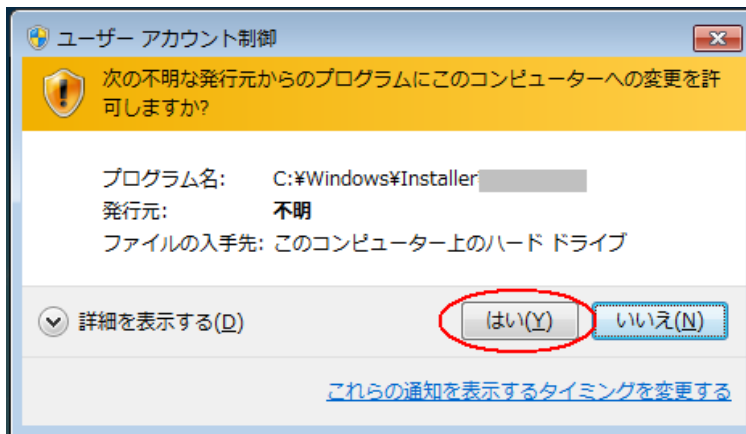 ユーザー アカウント制御
次の不明な発行元からのプログラムにこのコンピューターへの変更を許
可しますか?
プログラム名: C:¥Windows¥Installer
発行元: 不明
ファイルの入手先: このコンピューター上のハード ドライブ
詳細を表示する(D) はい(Y) いいえ(N)
これらの通知を表示するタイミングを変更する